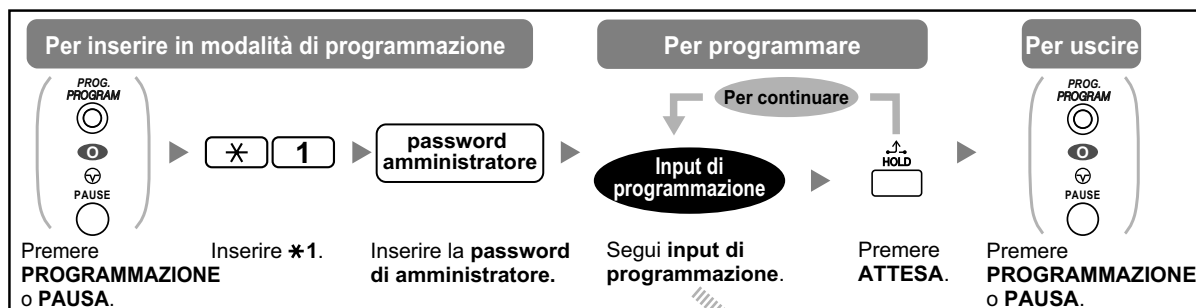 Per inserire in modalità di programmazione
Per programmare
Per uscire
PROG.
PROGRAM
O
PAUSE
✳ 1
password
amministratore
Per continuare
Input di
programmazione
HOLD
PROG.
PROGRAM
O
PAUSE
Premere
PROGRAMMAZIONE
o PAUSA.
Inserire ✳1.
Inserire la password
di amministratore.
Segui input di
programmazione.
Premere
ATTESA.
Premere
PROGRAMMAZIONE
o PAUSA.